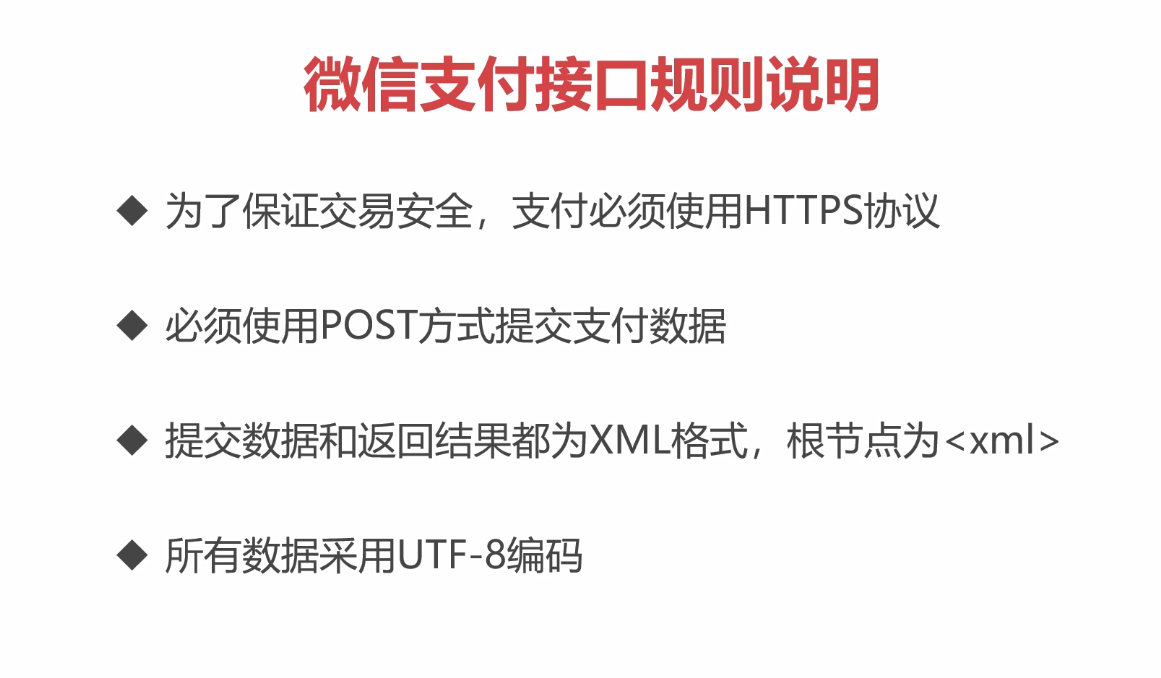 微信支付接口规则说明
◆ 为了保证交易安全，支付必须使用HTTPS协议
◆ 必须使用POST方式提交支付数据
◆ 提交数据和返回结果都为XML格式，根节点为<xml>
◆ 所有数据采用UTF-8编码